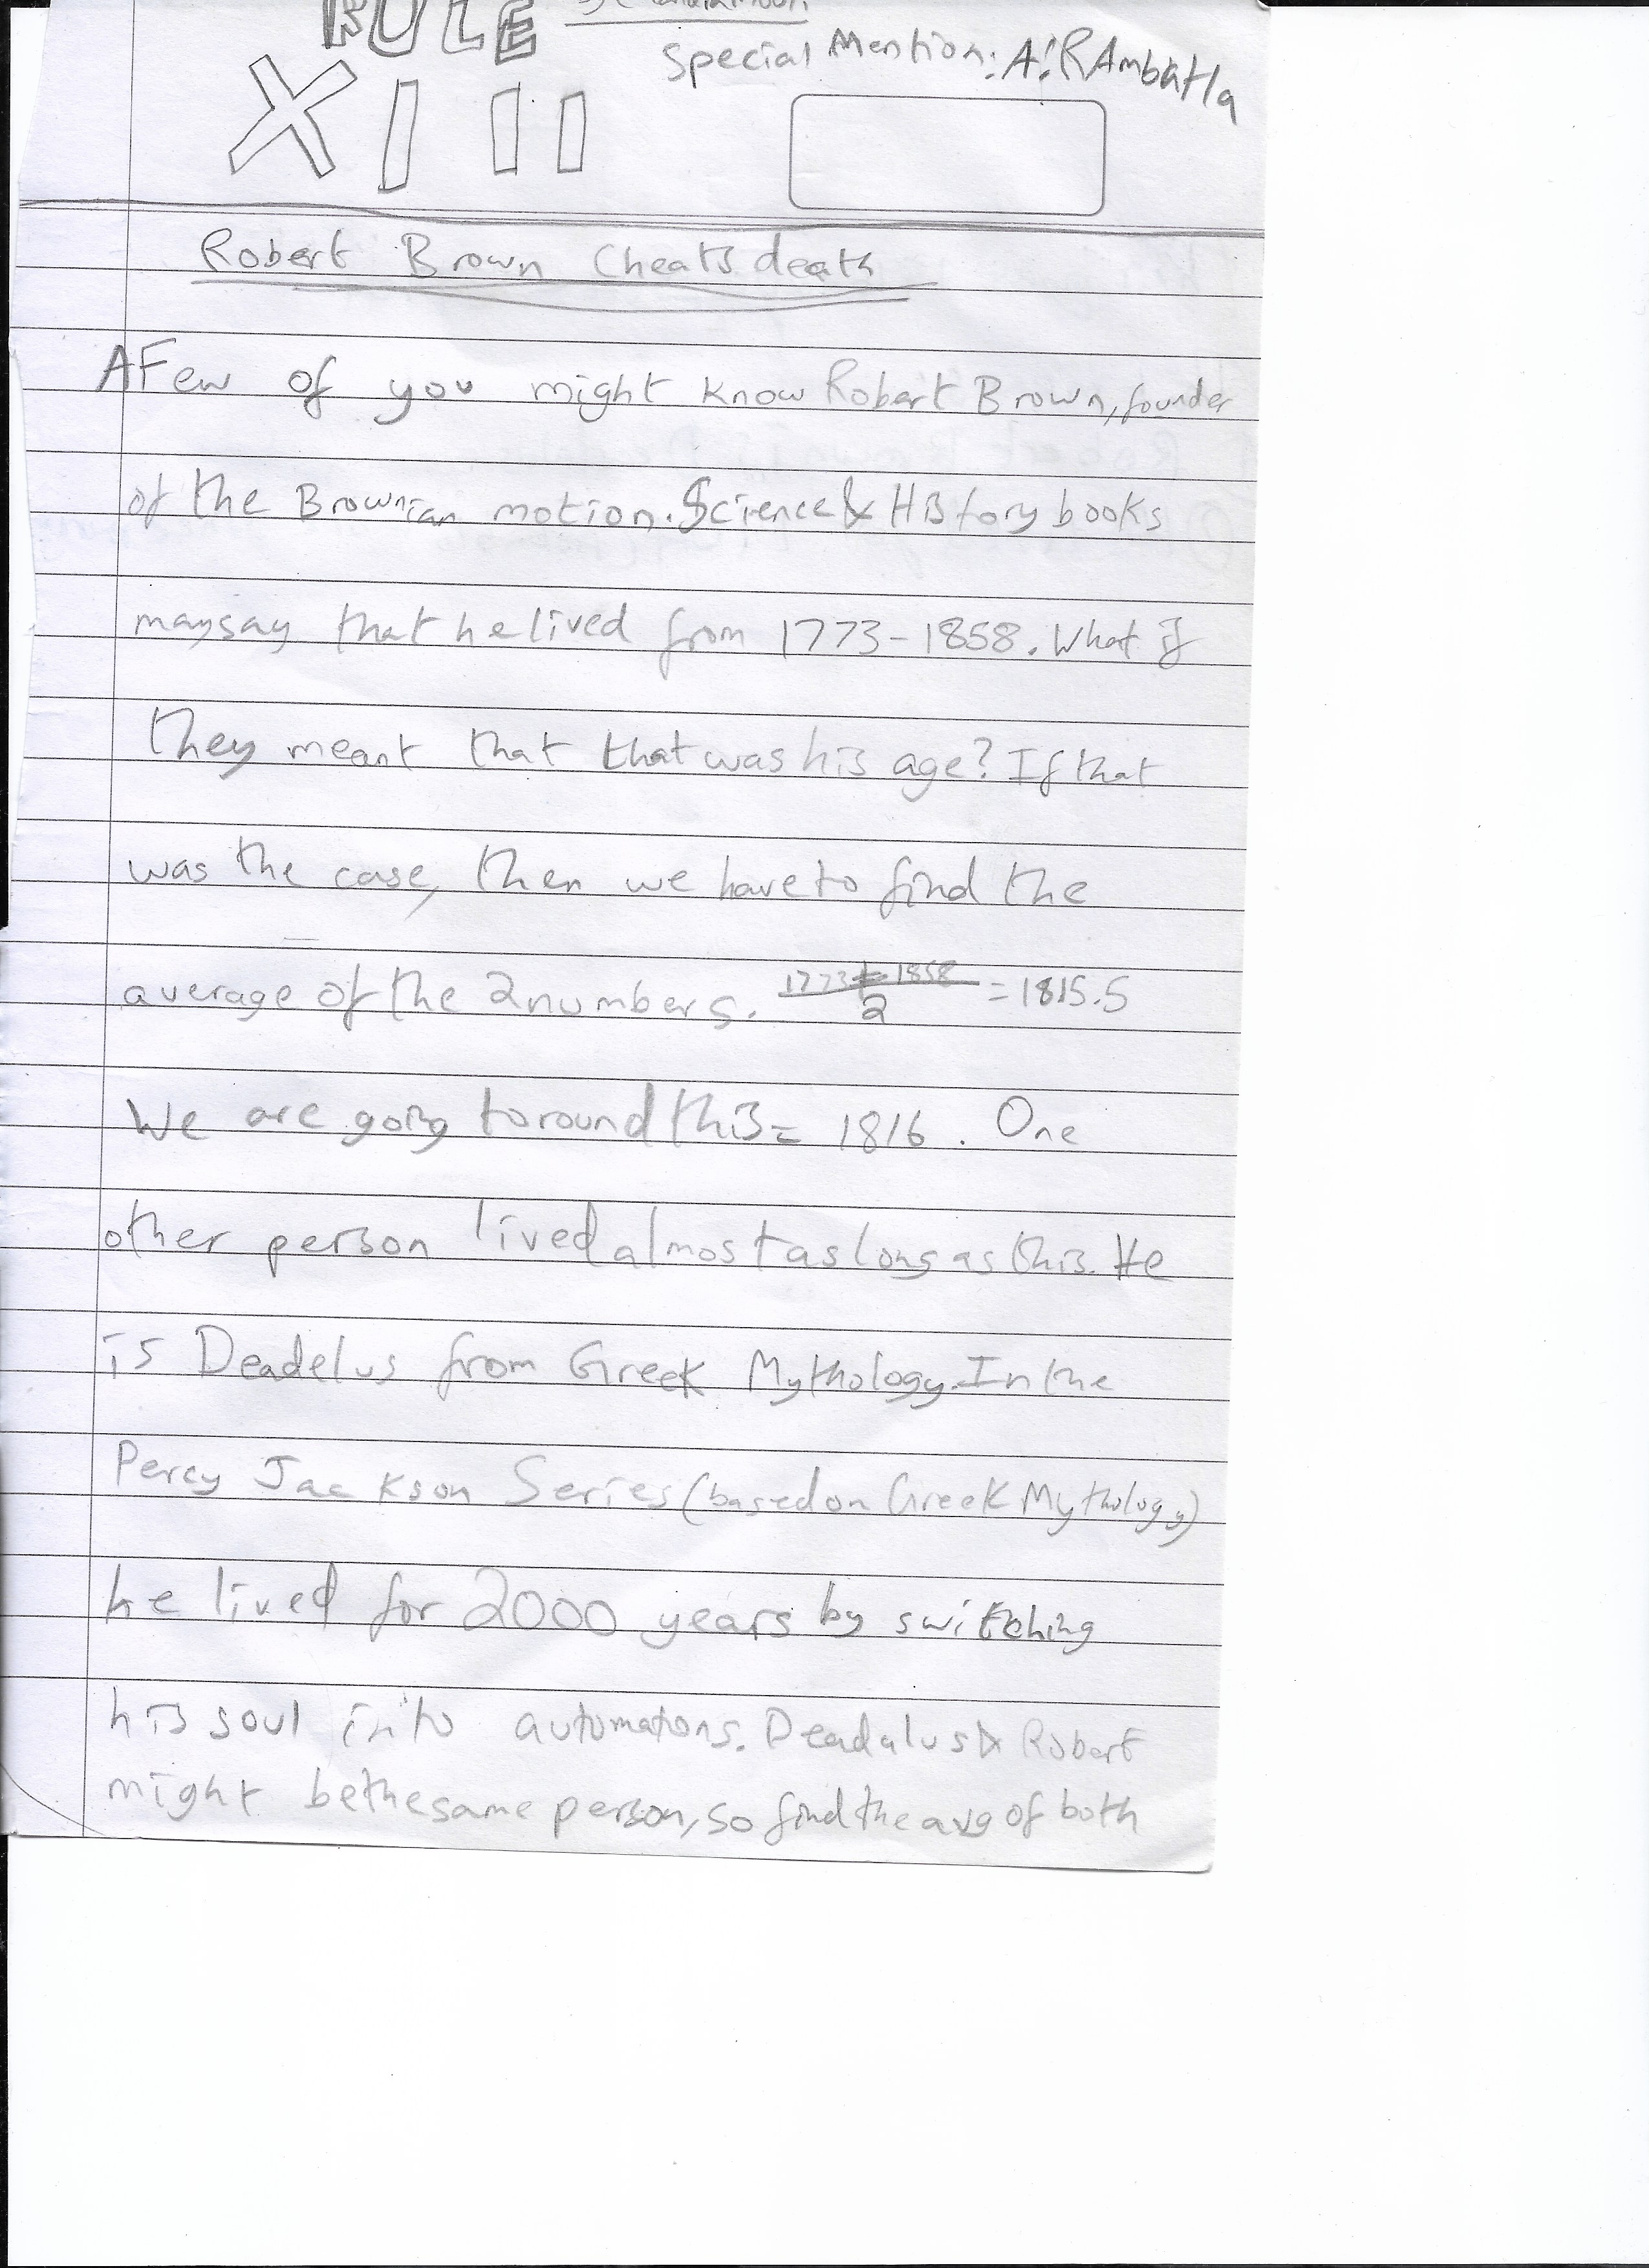 RULE
Special Mention: A.R Ambatla
XIII
Robert Brown Cheats death
A Few of you might know Robert Brown, founder
of the Brownian motion. Science & History books
may say that he lived from 1773-1858. What if
they meant that that was his age? If that
was the case, then we have to find the
average of the 2 numbers. 1773+1858/2 = 1815.5
We are going to round this = 1816. One
other person lived almost as long as this. He
is Deadelus from Greek Mythology. In the
Percy Jackson Series (based on Greek Mythology)
he lived for 2000 years by switching
his soul into automatons. Deadalus & Robert
might be the same person, so find the avg of both